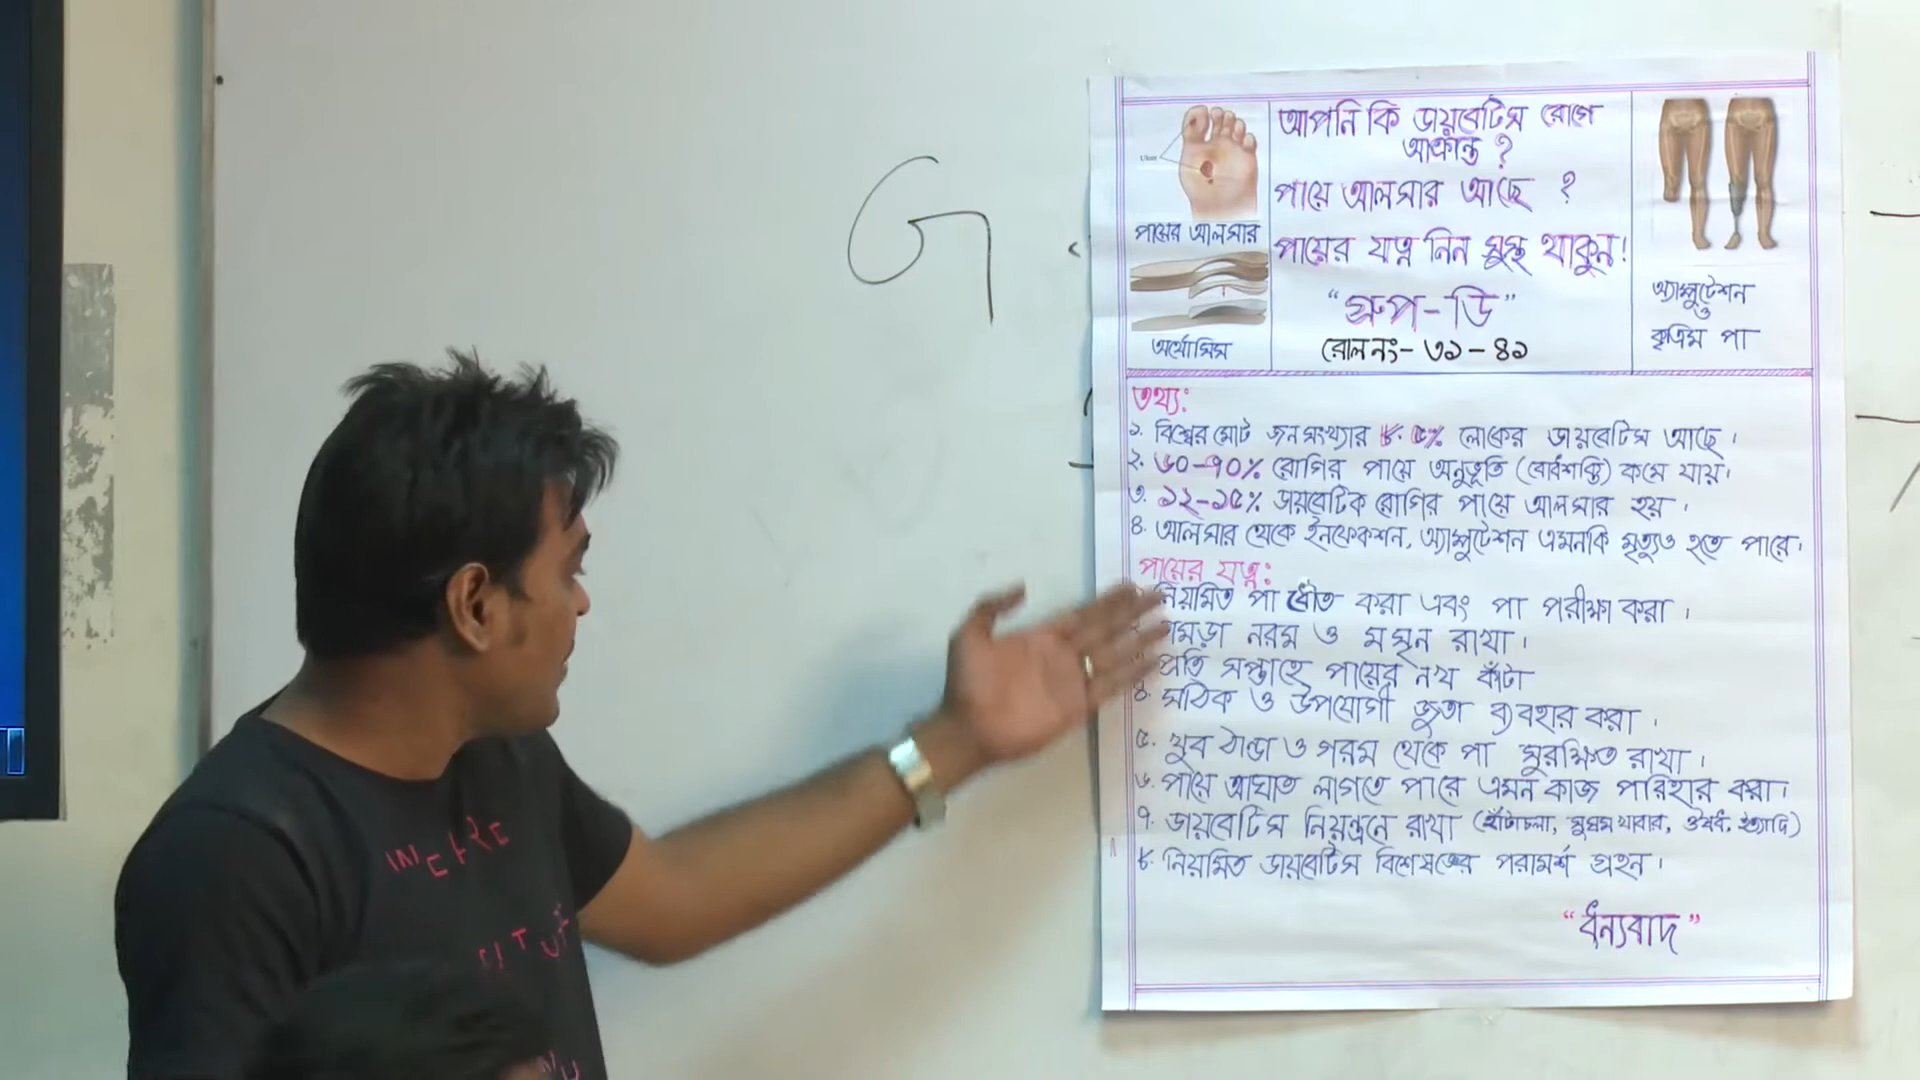 G
Ulcer
পায়ের আলসার
অর্থোসিস
আপনি কি ডায়বেটিস রোগে
আক্রান্ত ?
পায়ে আলসার আছে ?
পায়ের যত্ন নিন সুস্থ থাকুন!
"গ্রুপ-ডি"
রোল নং- ৩১-৪১
অ্যাম্পুটেশন
ও
কৃত্রিম পা
তথ্য:
১. বিশ্বের মোট জনসংখ্যার ৮.৫% লোকের ডায়বেটিস আছে।
২. ৬০-৭০% রোগির পায়ে অনুভূতি (বোধশক্তি) কমে যায়।
৩. ১২-১৫% ডায়বেটিক রোগির পায়ে আলসার হয়।
৪. আলসার থেকে ইনফেকশন, অ্যাম্পুটেশন এমনকি মৃত্যুও হতে পারে।
পায়ের যত্ন:
নিয়মিত পা ধৌত করা এবং পা পরীক্ষা করা।
নরম ও মসৃন রাখা।
প্রতি সপ্তাহে পায়ের নখ কাঁটা
৪. সঠিক ও উপযোগী জুতা ব্যবহার করা।
৫. খুব ঠান্ডা ও গরম থেকে পা সুরক্ষিত রাখা।
৬. পায়ে আঘাত লাগতে পারে এমন কাজ পরিহার করা।
৭. ডায়বেটিস নিয়ন্ত্রনে রাখা (হাঁটাচলা, সুষম খাবার, ঔষধ, ইত্যাদি)
৮. নিয়মিত ডায়বেটিস বিশেষজ্ঞের পরামর্শ গ্রহন।
"ধন্যবাদ"